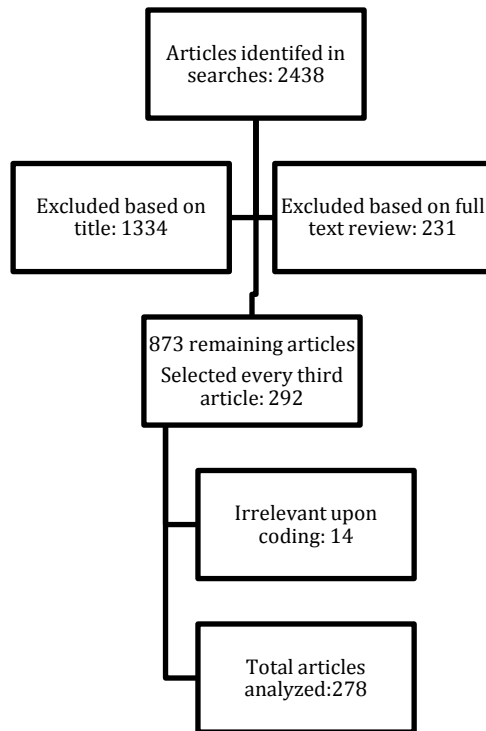 Articles identifed in
searches: 2438
Excluded based on
title: 1334
Excluded based on full
text review: 231
873 remaining articles
Selected every third
article: 292
Irrelevant upon
coding: 14
Total articles
analyzed:278